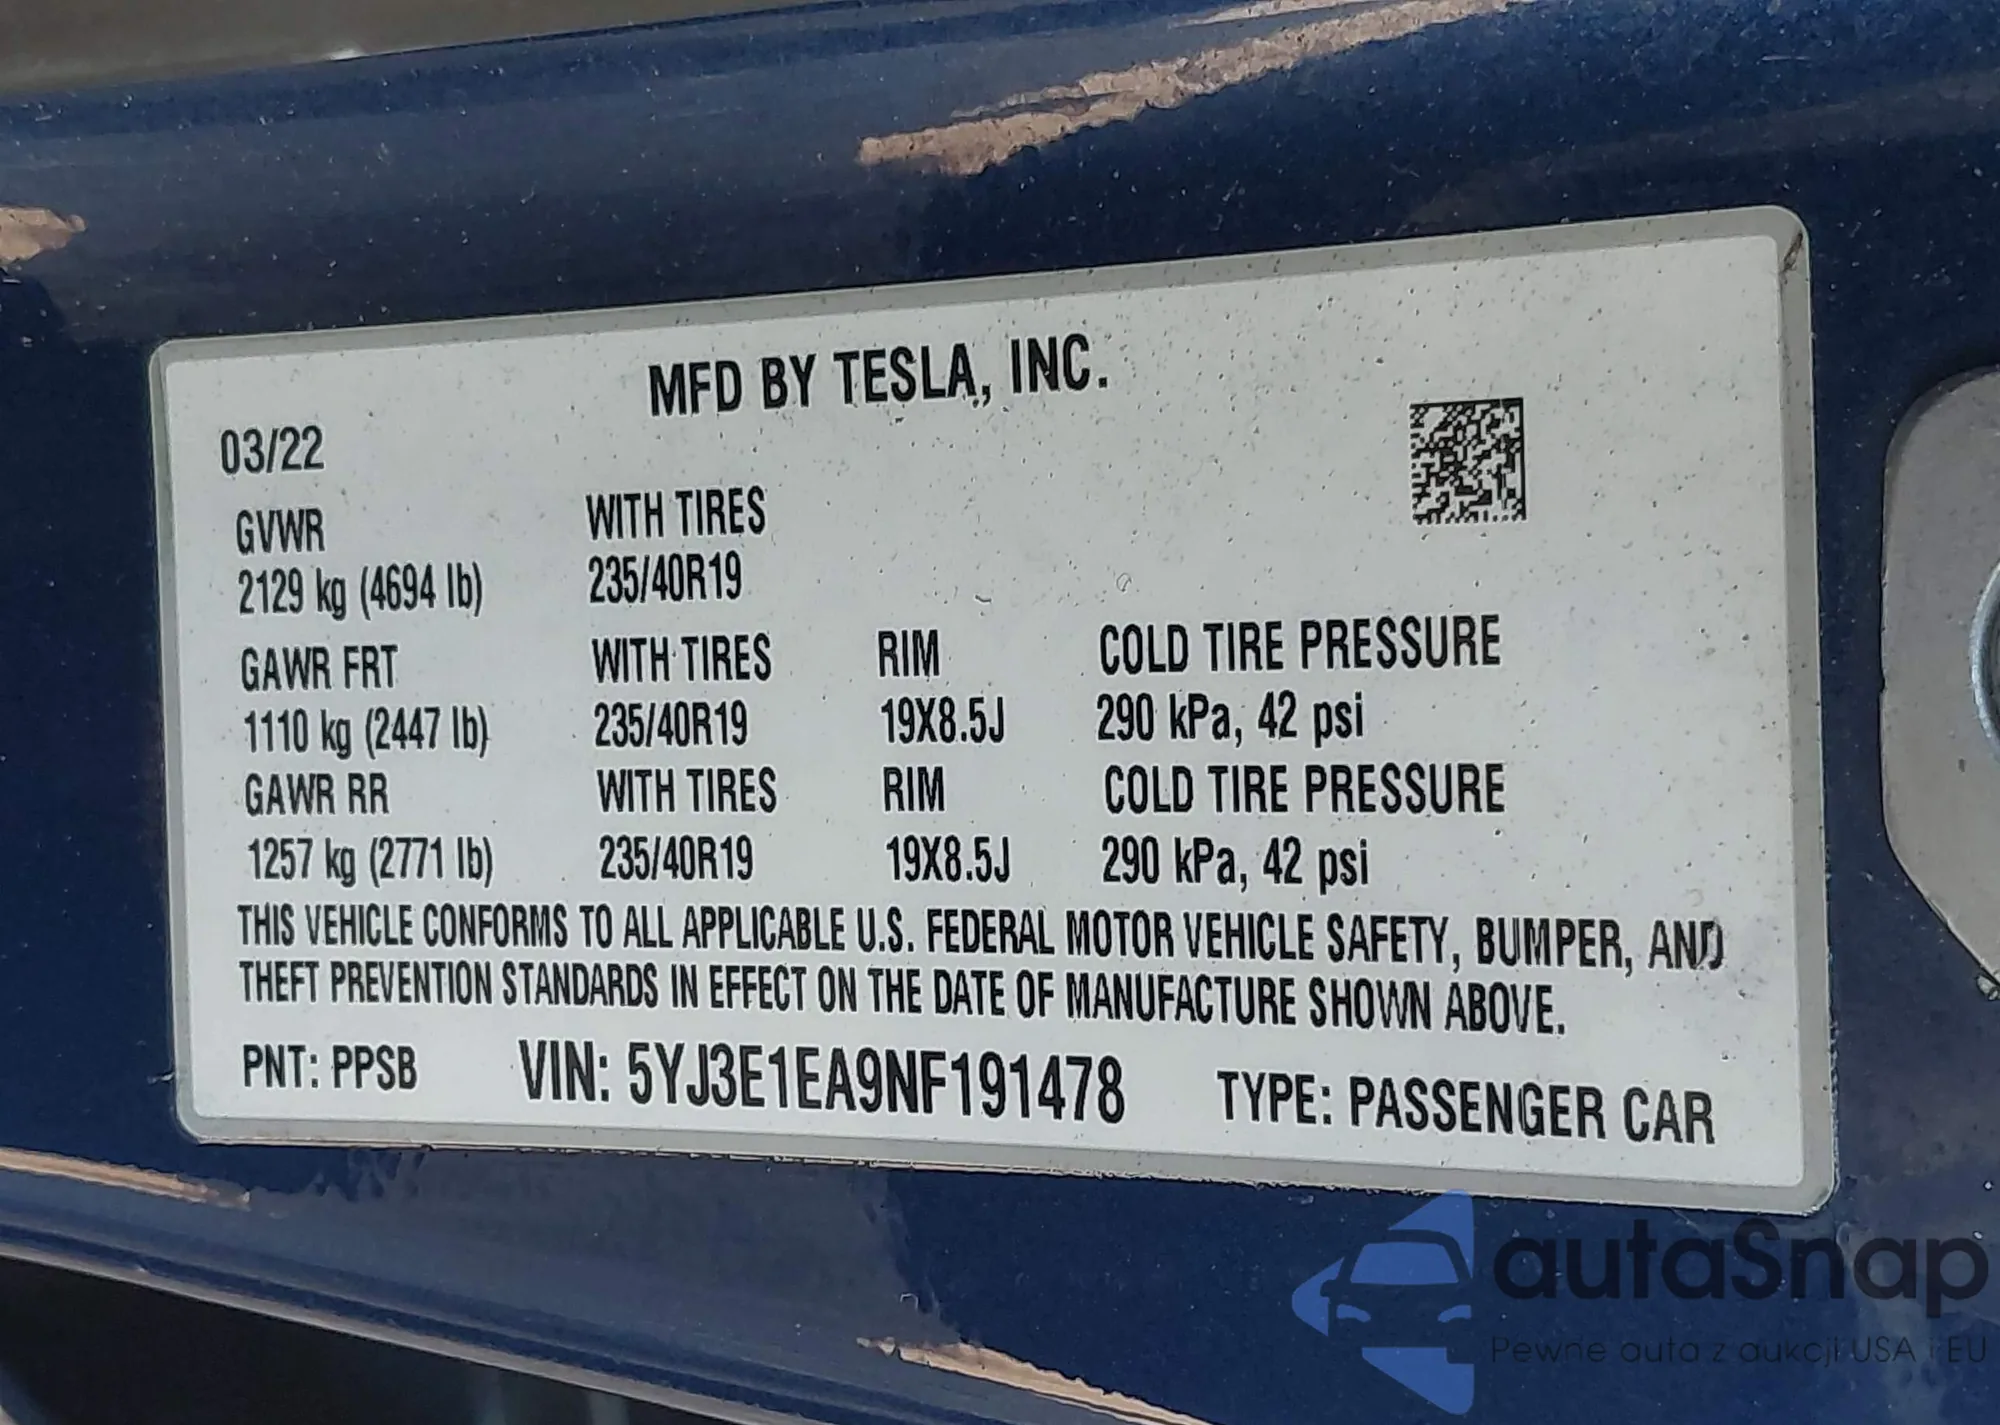 MFD BY TESLA, INC.
03/22
GVWR WITH TIRES
2129 kg (4694 lb) 235/40R19
GAWR FRT WITH TIRES RIM COLD TIRE PRESSURE
1110 kg (2447 lb) 235/40R19 19X8.5J 290 kPa, 42 psi
GAWR RR WITH TIRES RIM COLD TIRE PRESSURE
1257 kg (2771 lb) 235/40R19 19X8.5J 290 kPa, 42 psi
THIS VEHICLE CONFORMS TO ALL APPLICABLE U.S. FEDERAL MOTOR VEHICLE SAFETY, BUMPER, AND
THEFT PREVENTION STANDARDS IN EFFECT ON THE DATE OF MANUFACTURE SHOWN ABOVE.
PNT: PPSB VIN: 5YJ3E1EA9NF191478 TYPE: PASSENGER CAR
autaSnap
Pewne auta z aukcji USA i EU